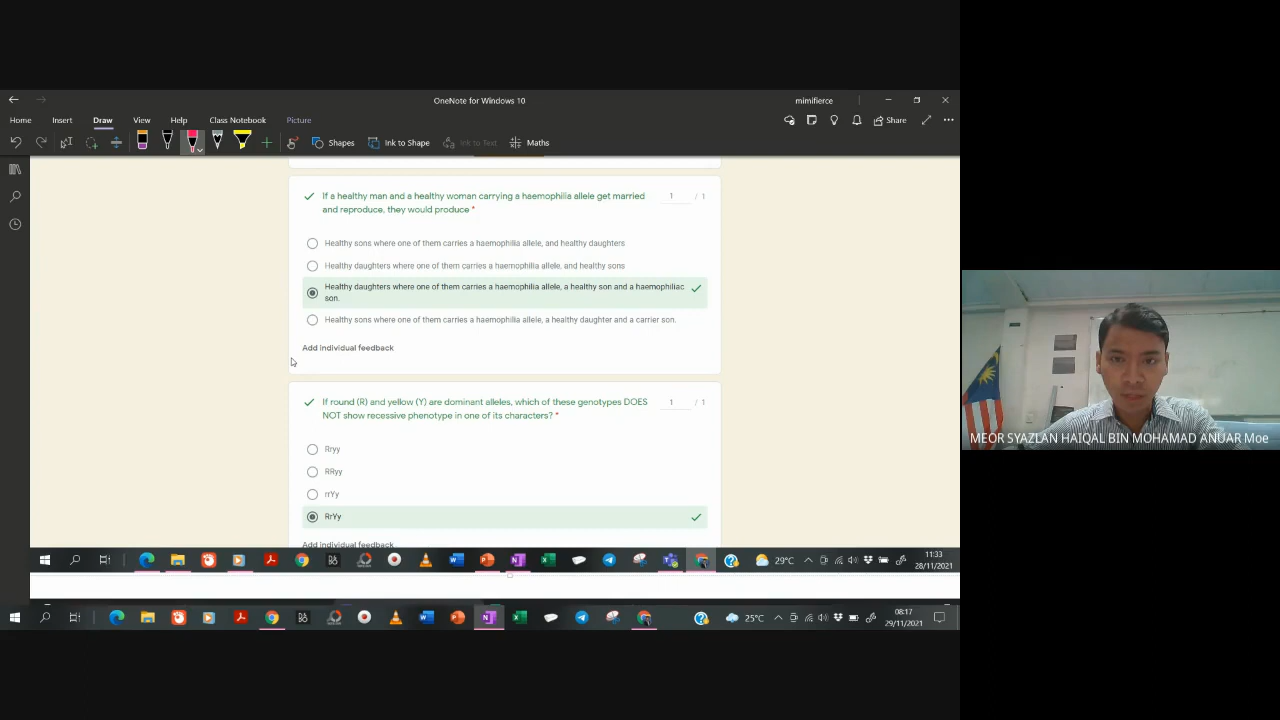 OneNote for Windows 10
mimifierce
Home Insert Draw View Help Class Notebook Picture
Share
Shapes Ink to Shape Ink to Text Maths
If a healthy man and a healthy woman carrying a haemophilia allele get married 1 / 1
and reproduce, they would produce *
Healthy sons where one of them carries a haemophilia allele, and healthy daughters
Healthy daughters where one of them carries a haemophilia allele, and healthy sons
Healthy daughters where one of them carries a haemophilia allele, a healthy son and a haemophiliac
son.
Healthy sons where one of them carries a haemophilia allele, a healthy daughter and a carrier son.
Add individual feedback
If round (R) and yellow (Y) are dominant alleles, which of these genotypes DOES 1 / 1
NOT show recessive phenotype in one of its characters? *
Rryy
RRyy
rrYy
RrYy
Add individual feedback
29°C
11:33
28/11/2021
25°C
08:17
29/11/2021
MEOR SYAZLAN HAIQAL BIN MOHAMAD ANUAR Moe